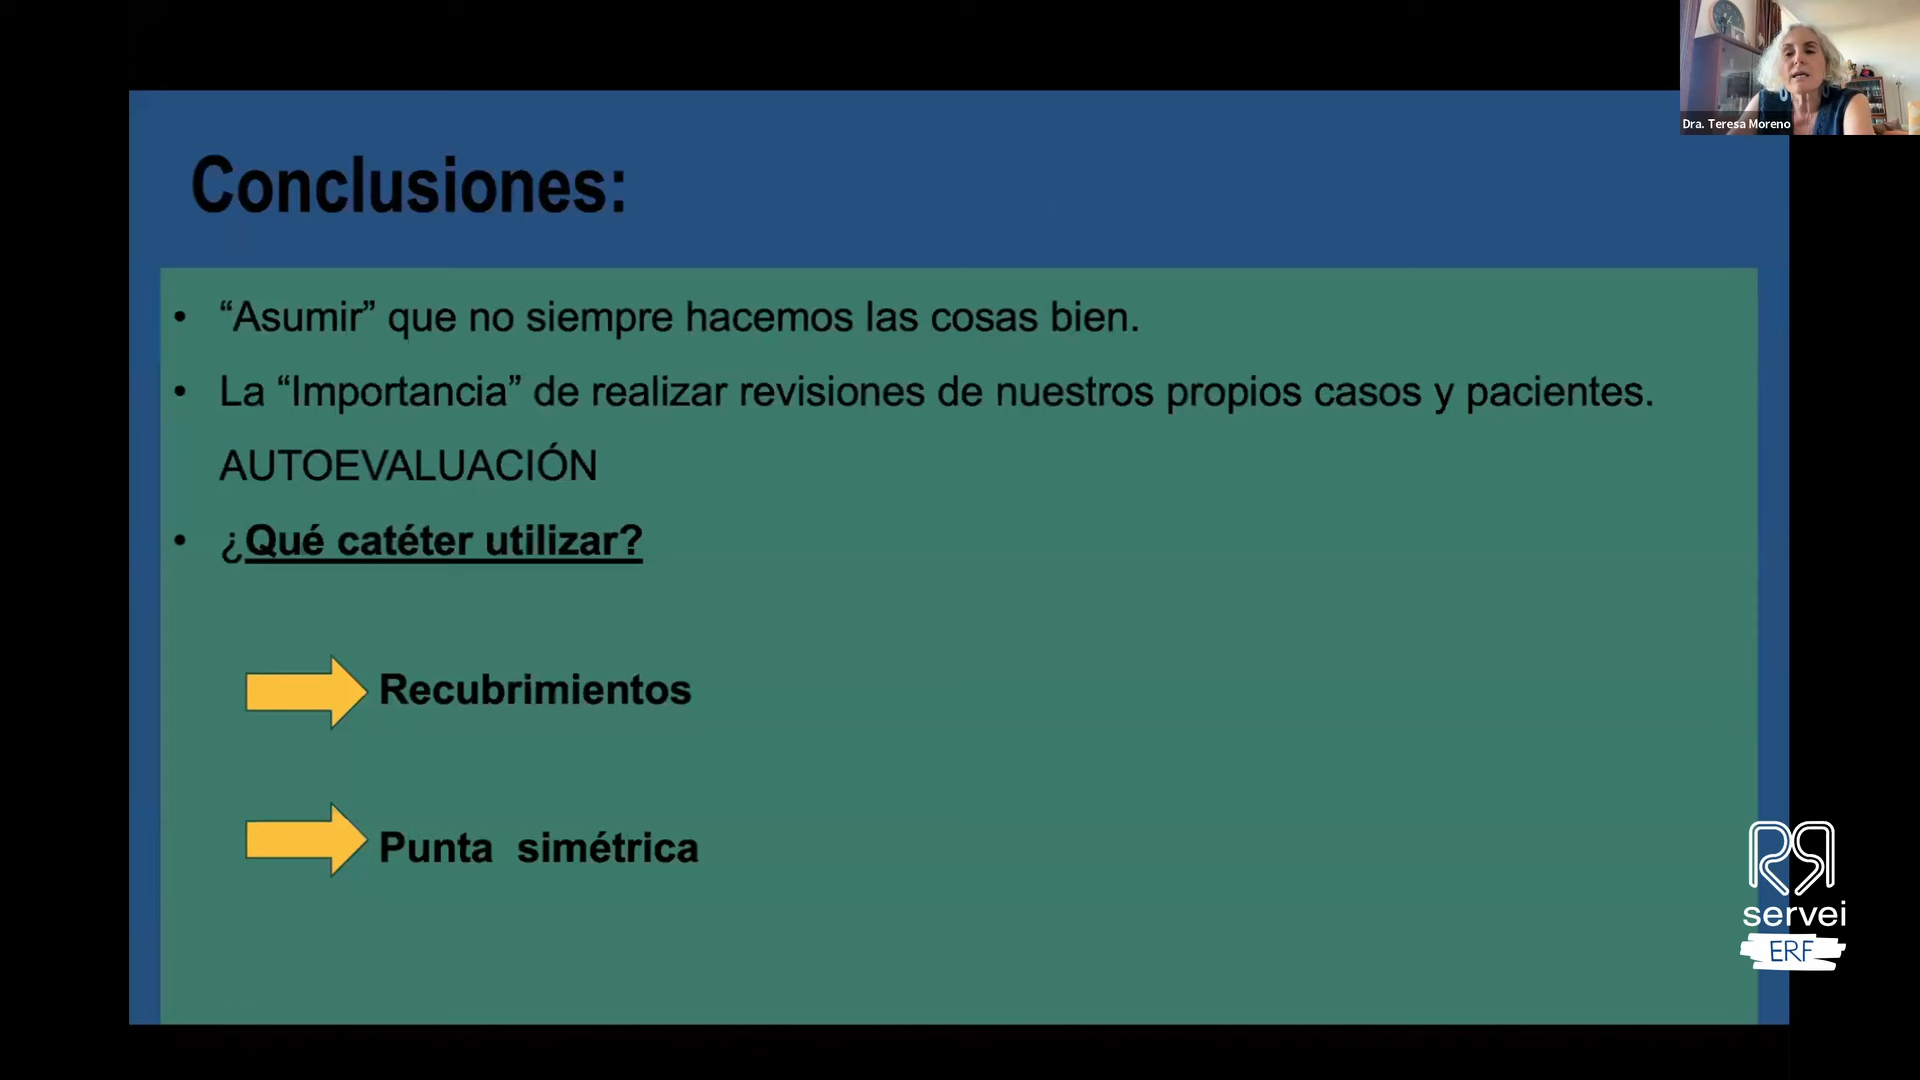 Dra. Teresa Moreno
Conclusiones:
• “Asumir” que no siempre hacemos las cosas bien.
• La “Importancia” de realizar revisiones de nuestros propios casos y pacientes.
AUTOEVALUACIÓN
• ¿Qué catéter utilizar?
Recubrimientos
Punta simétrica
servei
ERF